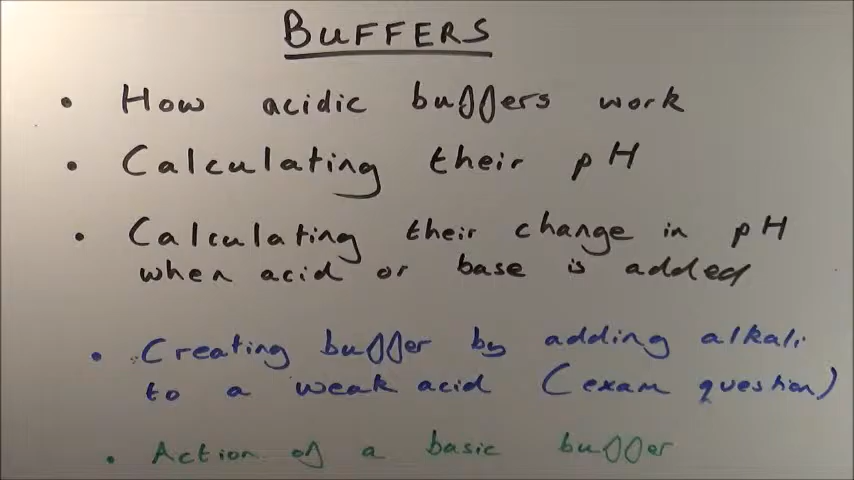 BUFFERS
• How acidic buffers work
• Calculating their pH
• Calculating their change in pH
when acid or base is added
• Creating buffer by adding alkali
to a weak acid (exam question)
• Action of a basic buffer